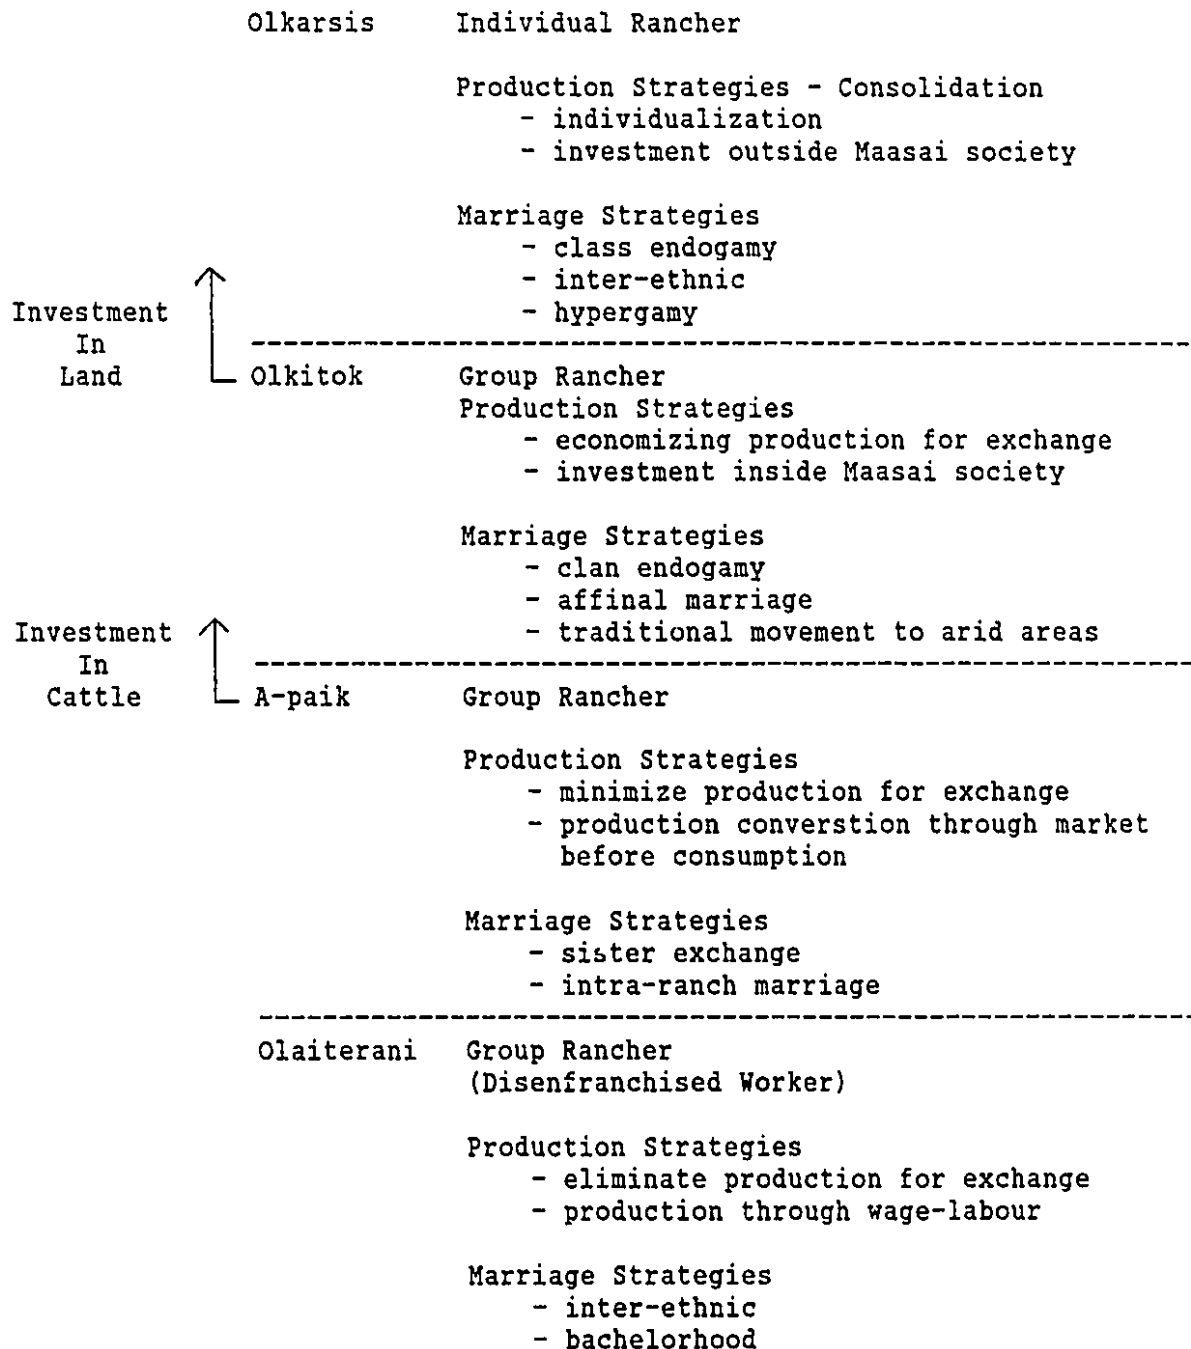 Olkarsis Individual Rancher
Production Strategies - Consolidation
- individualization
- investment outside Maasai society
Marriage Strategies
- class endogamy
- inter-ethnic
- hypergamy
Investment
In
Land
Olkitok Group Rancher
Production Strategies
- economizing production for exchange
- investment inside Maasai society
Marriage Strategies
- clan endogamy
- affinal marriage
- traditional movement to arid areas
Investment
In
Cattle
A-paik Group Rancher
Production Strategies
- minimize production for exchange
- production converstion through market
before consumption
Marriage Strategies
- sister exchange
- intra-ranch marriage
Olaiterani Group Rancher
(Disenfranchised Worker)
Production Strategies
- eliminate production for exchange
- production through wage-labour
Marriage Strategies
- inter-ethnic
- bachelorhood